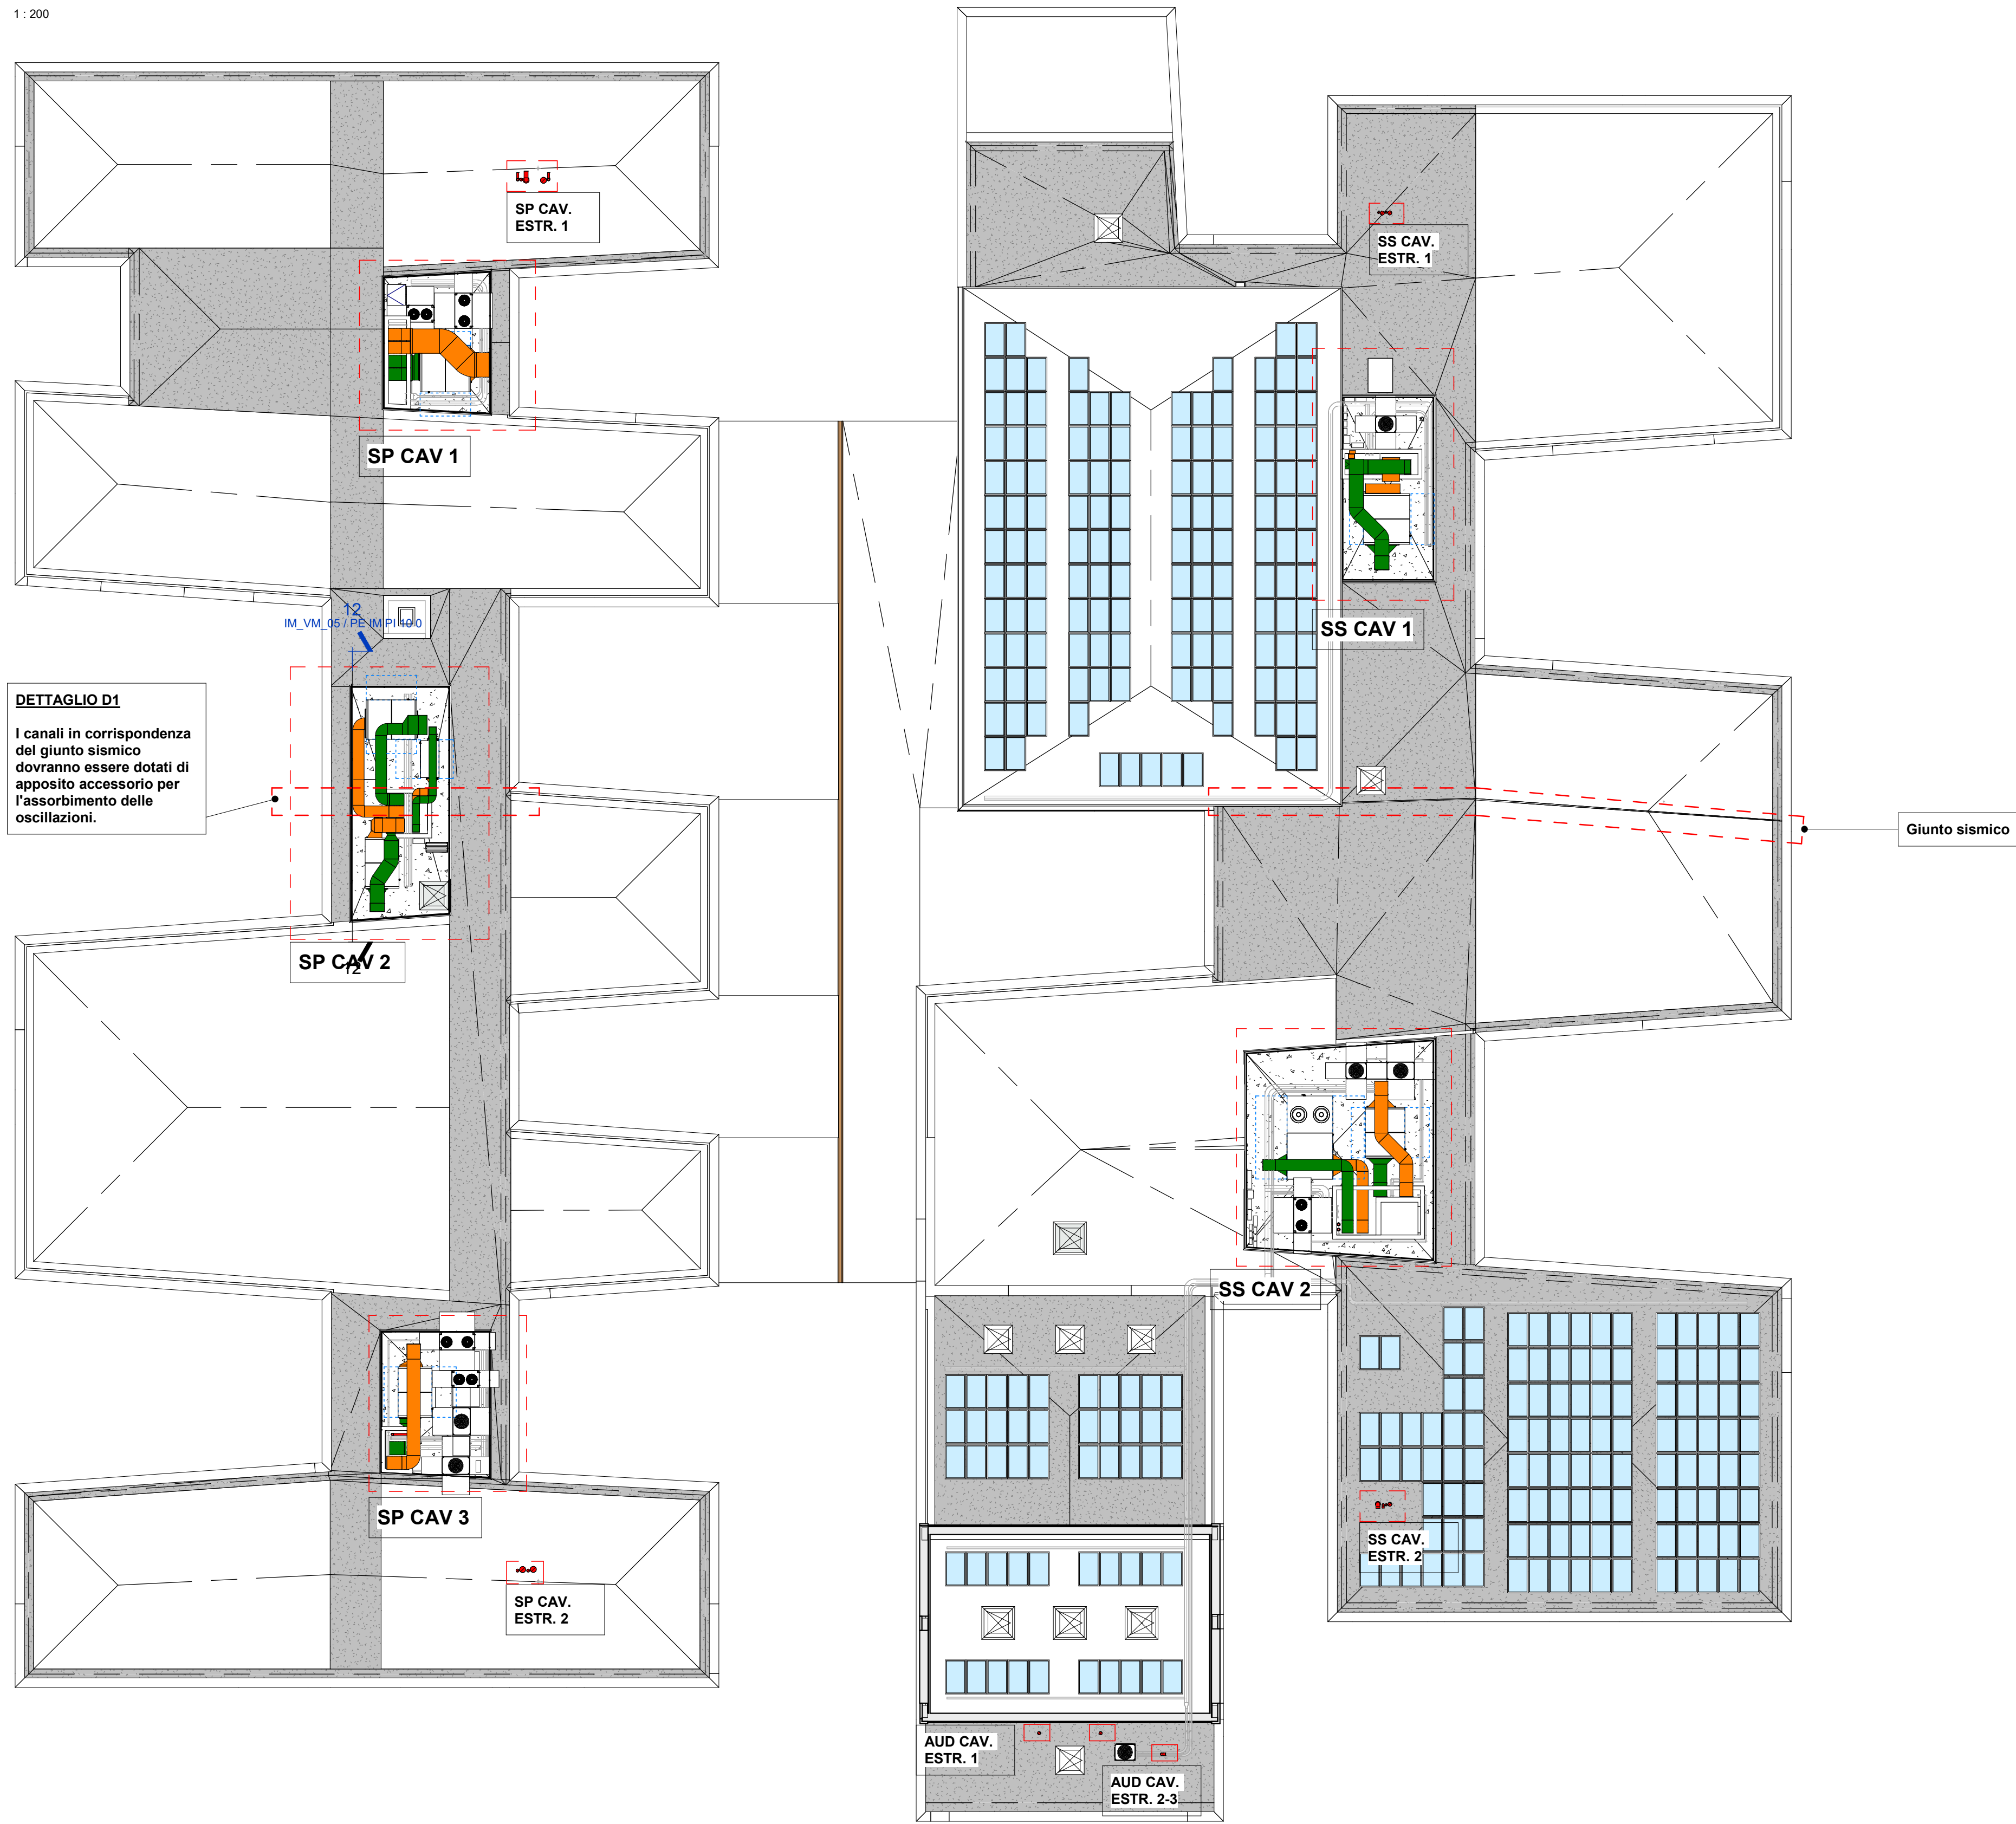 1 : 200
SP CAV.
ESTR. 1
SS CAV.
ESTR. 1
SP CAV 1
12
IM_VM_05 / PE IM PI 10.0
SS CAV 1
DETTAGLIO D1
I canali in corrispondenza
del giunto sismico
dovranno essere dotati di
apposito accessorio per
l'assorbimento delle
oscillazioni.
Giunto sismico
SP CAV 2
12
SS CAV 2
SP CAV 3
SS CAV.
ESTR. 2
SP CAV.
ESTR. 2
AUD CAV.
ESTR. 1
AUD CAV.
ESTR. 2-3